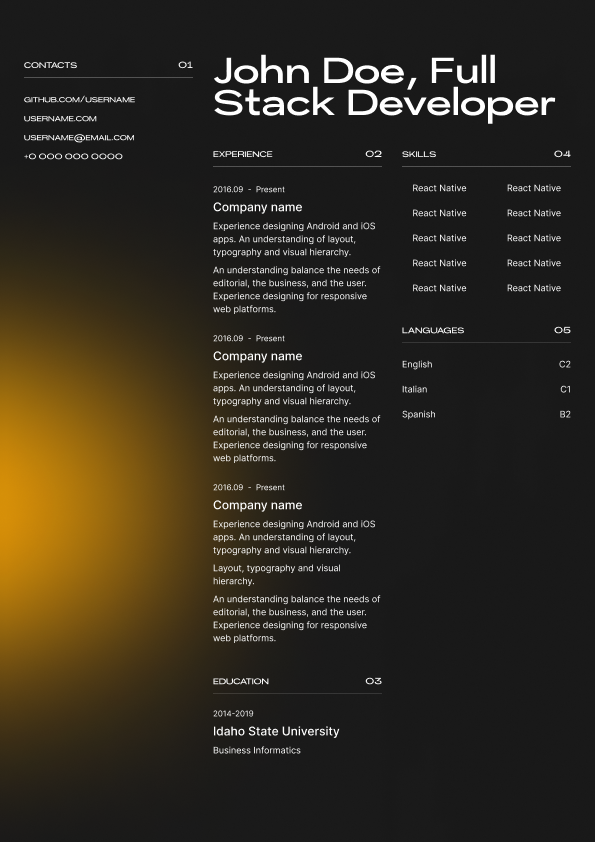 CONTACTS 01
GITHUB.COM/USERNAME
USERNAME.COM
USERNAME@EMAIL.COM
+0 000 000 0000
John Doe, Full
Stack Developer
EXPERIENCE 02
2016.09 - Present
Company name
Experience designing Android and iOS
apps. An understanding of layout,
typography and visual hierarchy.
An understanding balance the needs of
editorial, the business, and the user.
Experience designing for responsive
web platforms.
2016.09 - Present
Company name
Experience designing Android and iOS
apps. An understanding of layout,
typography and visual hierarchy.
An understanding balance the needs of
editorial, the business, and the user.
Experience designing for responsive
web platforms.
2016.09 - Present
Company name
Experience designing Android and iOS
apps. An understanding of layout,
typography and visual hierarchy.
Layout, typography and visual
hierarchy.
An understanding balance the needs of
editorial, the business, and the user.
Experience designing for responsive
web platforms.
EDUCATION 03
2014-2019
Idaho State University
Business Informatics
SKILLS 04
React Native React Native
React Native React Native
React Native React Native
React Native React Native
React Native React Native
LANGUAGES 05
English C2
Italian C1
Spanish B2